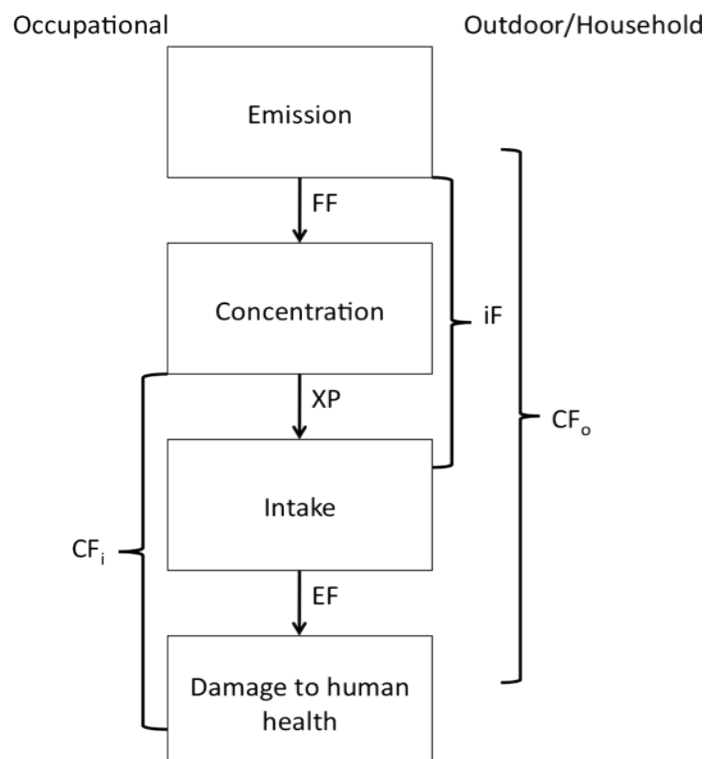 Occupational
Outdoor/Household
Emission
FF
Concentration
iF
XP
CFₒ
Intake
CFᵢ
EF
Damage to human
health